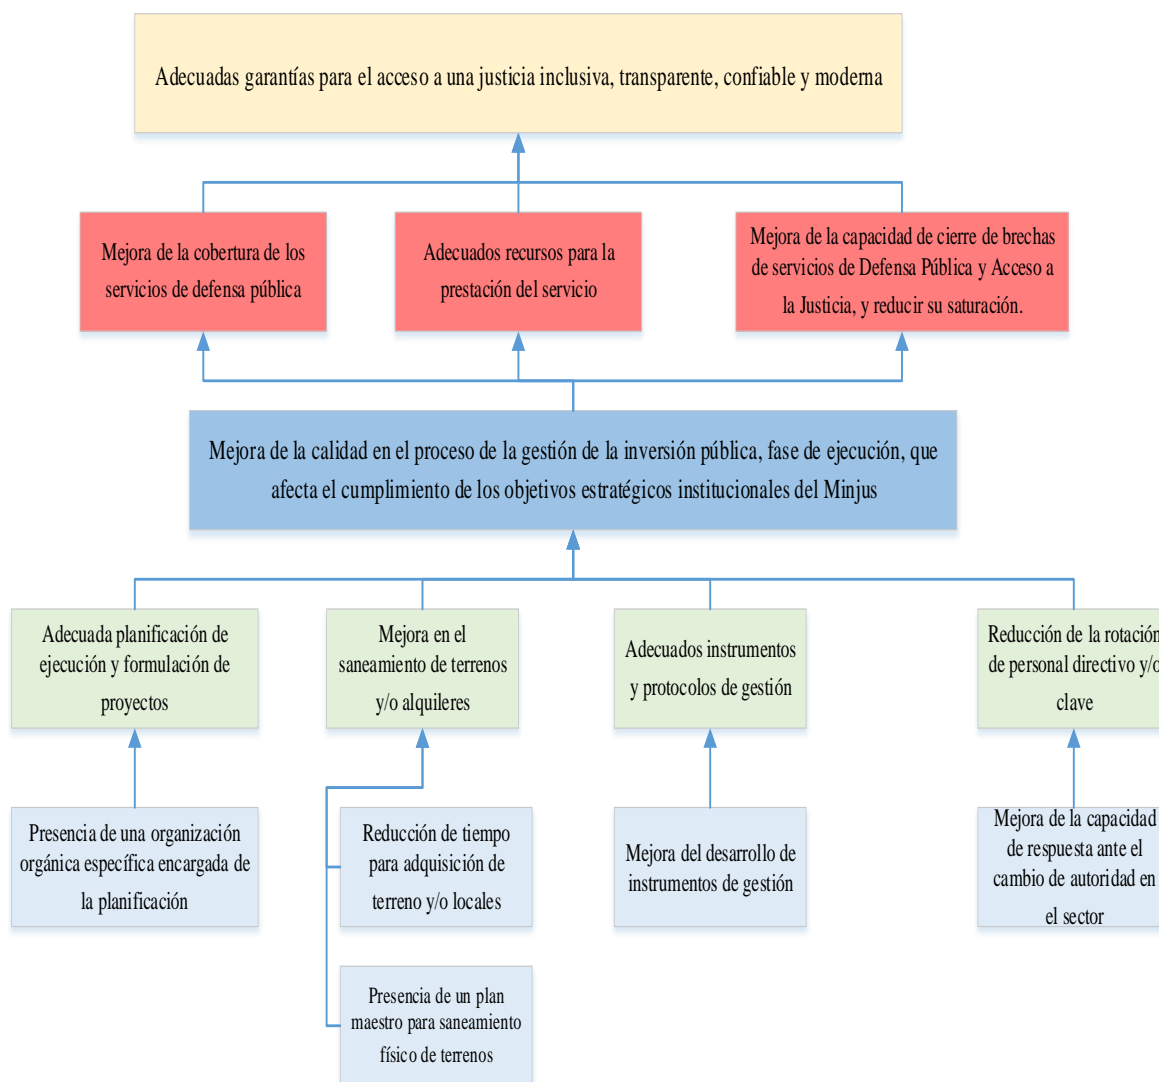 Adecuadas garantías para el acceso a una justicia inclusiva, transparente, confiable y moderna
Mejora de la cobertura de los
servicios de defensa pública
Adecuados recursos para la
prestación del servicio
Mejora de la capacidad de cierre de brechas
de servicios de Defensa Pública y Acceso a
la Justicia, y reducir su saturación.
Mejora de la calidad en el proceso de la gestión de la inversión pública, fase de ejecución, que
afecta el cumplimiento de los objetivos estratégicos institucionales del Minjus
Adecuada planificación de
ejecución y formulación de
proyectos
Mejora en el
saneamiento de terrenos
y/o alquileres
Adecuados instrumentos
y protocolos de gestión
Reducción de la rotación
de personal directivo y/o
clave
Presencia de una organización
orgánica específica encargada de
la planificación
Reducción de tiempo
para adquisición de
terreno y/o locales
Mejora del desarrollo de
instrumentos de gestión
Mejora de la capacidad
de respuesta ante el
cambio de autoridad en
el sector
Presencia de un plan
maestro para saneamiento
físico de terrenos